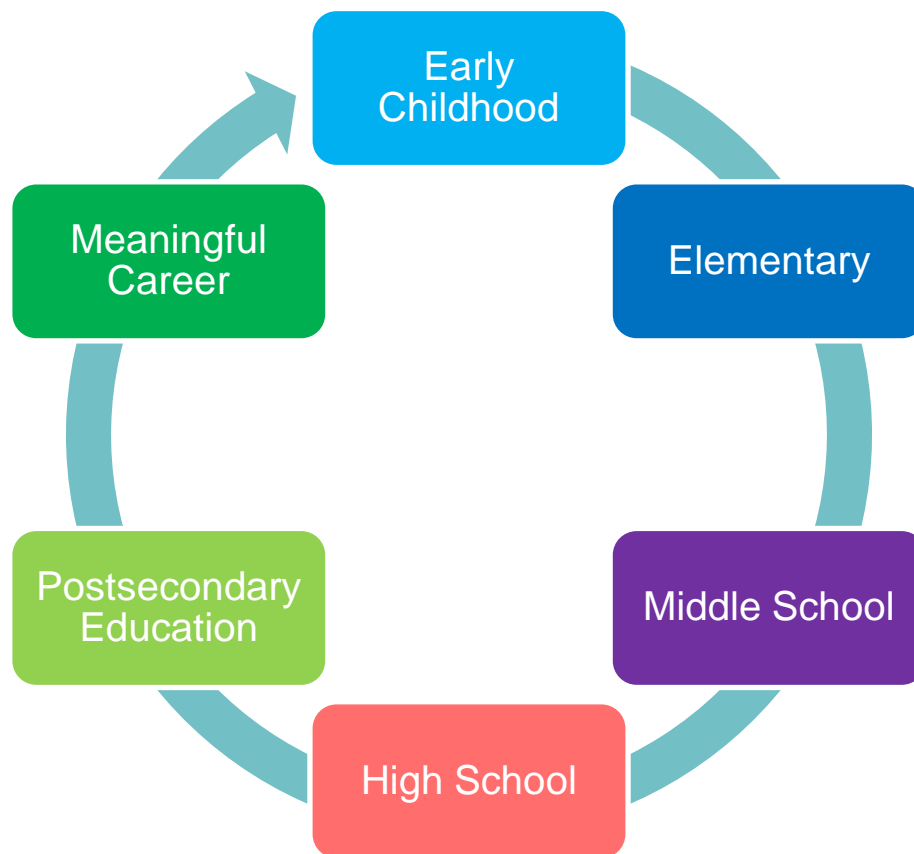 Early
Childhood
Elementary
Middle School
High School
Postsecondary
Education
Meaningful
Career